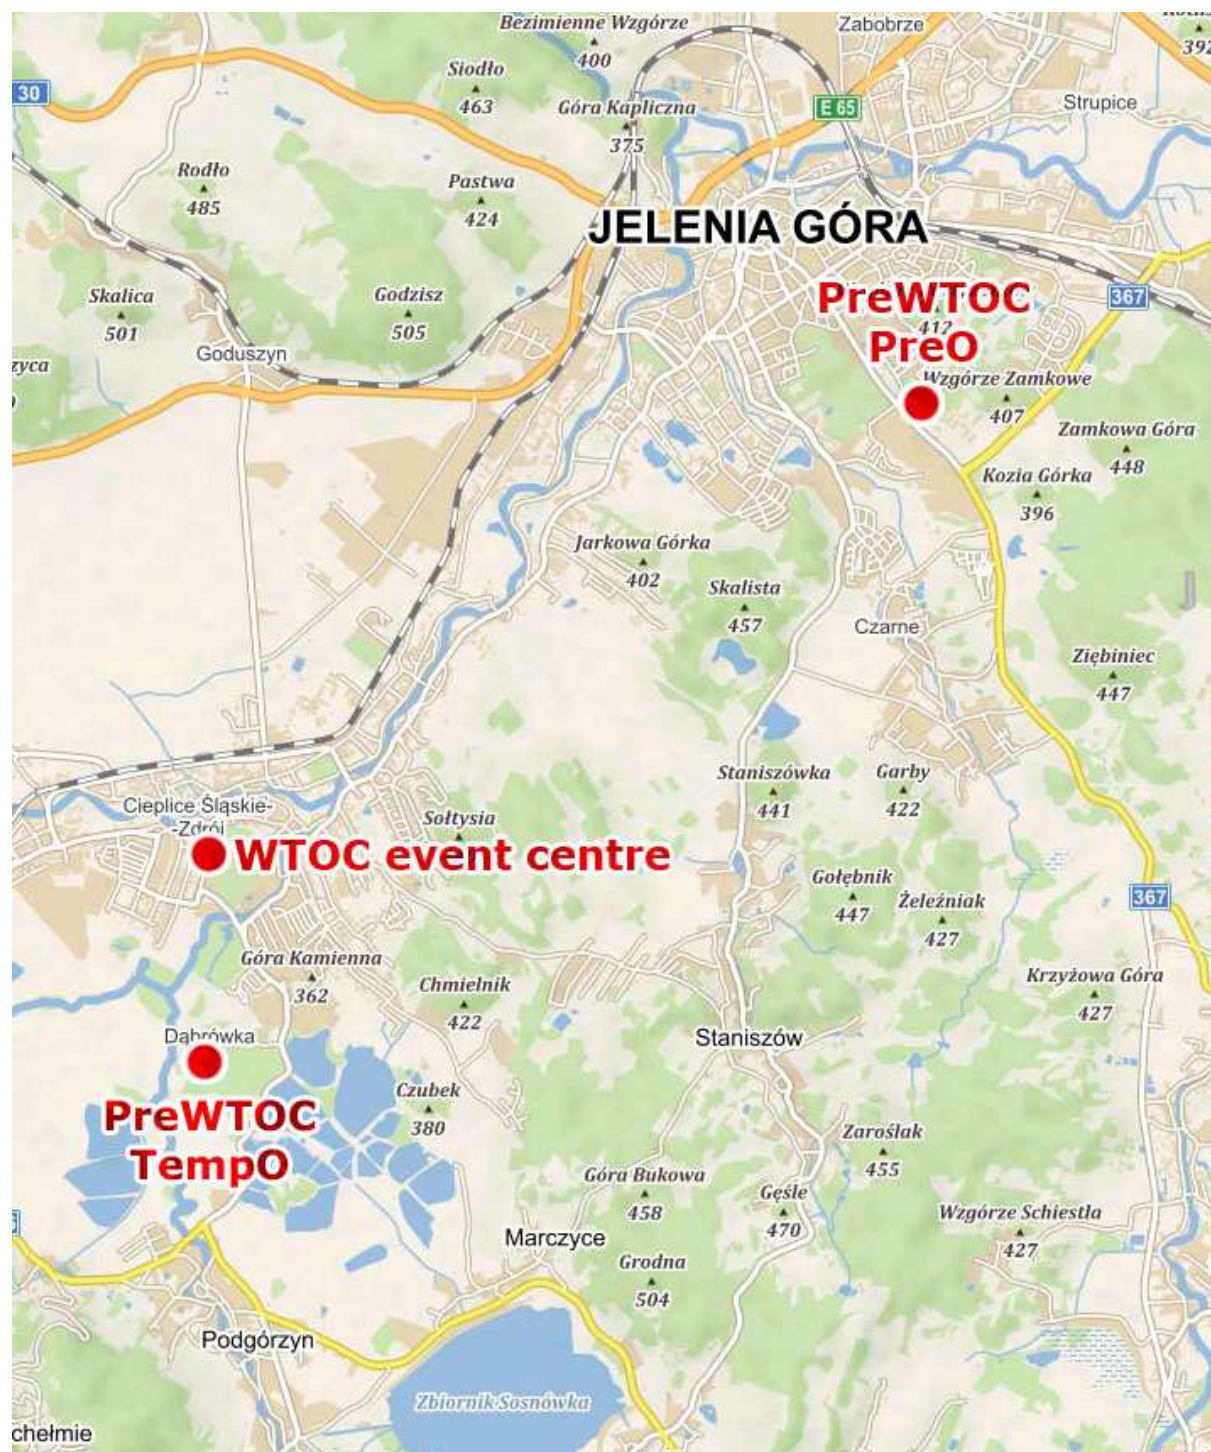 Bezimienne Wzgórze
400
Zabobrze
392
Siodło
463
30
Góra Kapliczna
375
E 65
Strupice
Rodło
485
Pastwa
424
JELENIA GÓRA
Skalica
501
Godzisz
505
PreWTOC
PreO
412
367
Goduszyn
zyca
Wzgórze Zamkowe
407
Zamkowa Góra
448
Kozia Górka
396
Jarkowa Górka
402
Skalista
457
Czarne
Ziębiniec
447
Staniszówka
441
Garby
422
Cieplice Śląskie-
-Zdrój
Sołtysia
WTOC event centre
Gołębnik
447
Żeleźniak
427
367
Góra Kamienna
362
Chmielnik
422
Krzyżowa Góra
427
Dąbrówka
Staniszów
PreWTOC
TempO
Czubek
380
Zaroślak
455
Góra Bukowa
458
Gęśle
470
Wzgórze Schiestla
427
Marczyce
Grodna
504
Podgórzyn
Zbiornik Sosnówka
chełmie